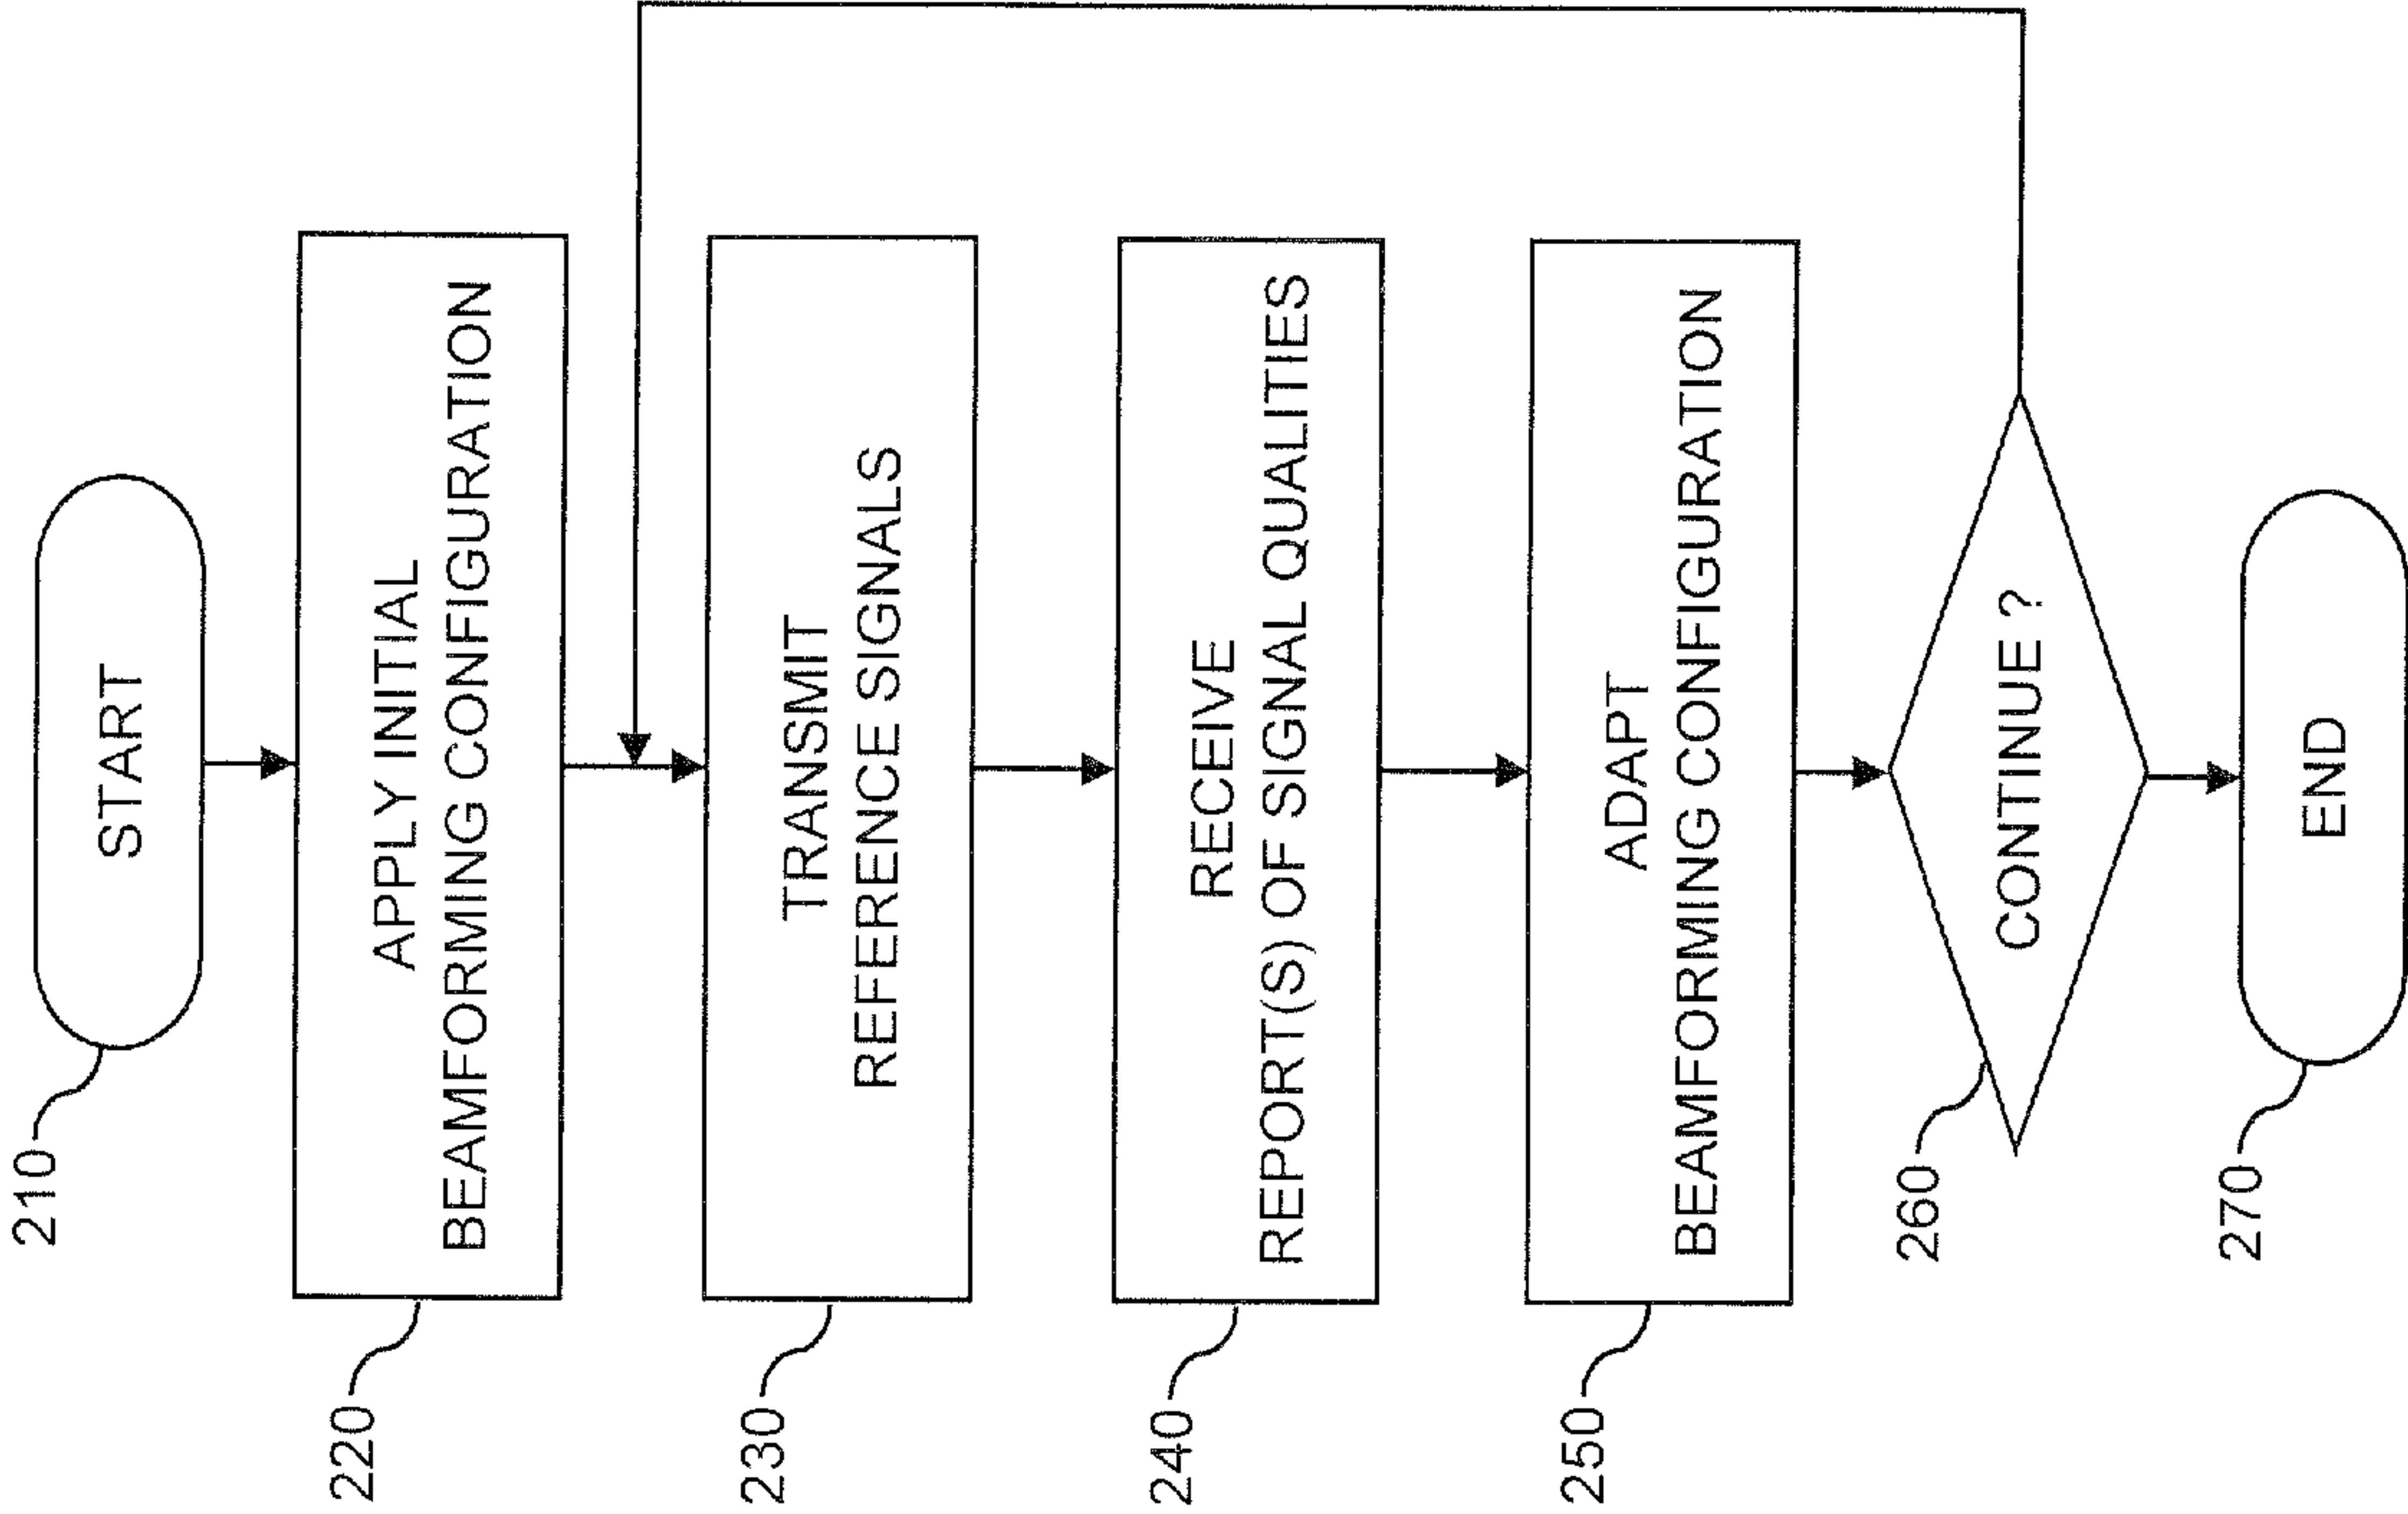 210
START
220
APPLY INITIAL
BEAMFORMING CONFIGURATION
230
TRANSMIT
REFERENCE SIGNALS
240
RECEIVE
REPORT(S) OF SIGNAL QUALITIES
250
ADAPT
BEAMFORMING CONFIGURATION
260
CONTINUE ?
270
END